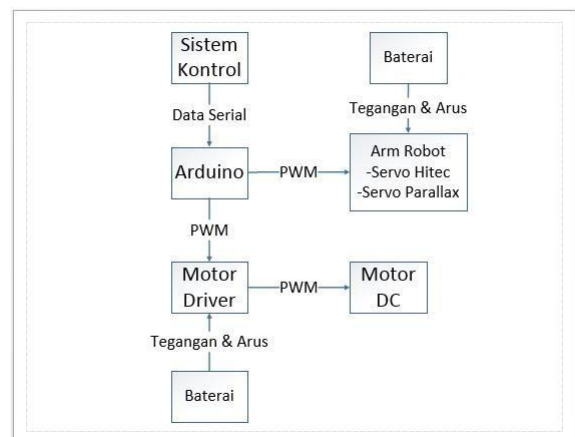 Sistem
Kontrol
Baterai
Data Serial
Tegangan & Arus
Arduino
PWM
Arm Robot
-Servo Hitec
-Servo Parallax
PWM
Motor
Driver
PWM
Motor
DC
Tegangan & Arus
Baterai